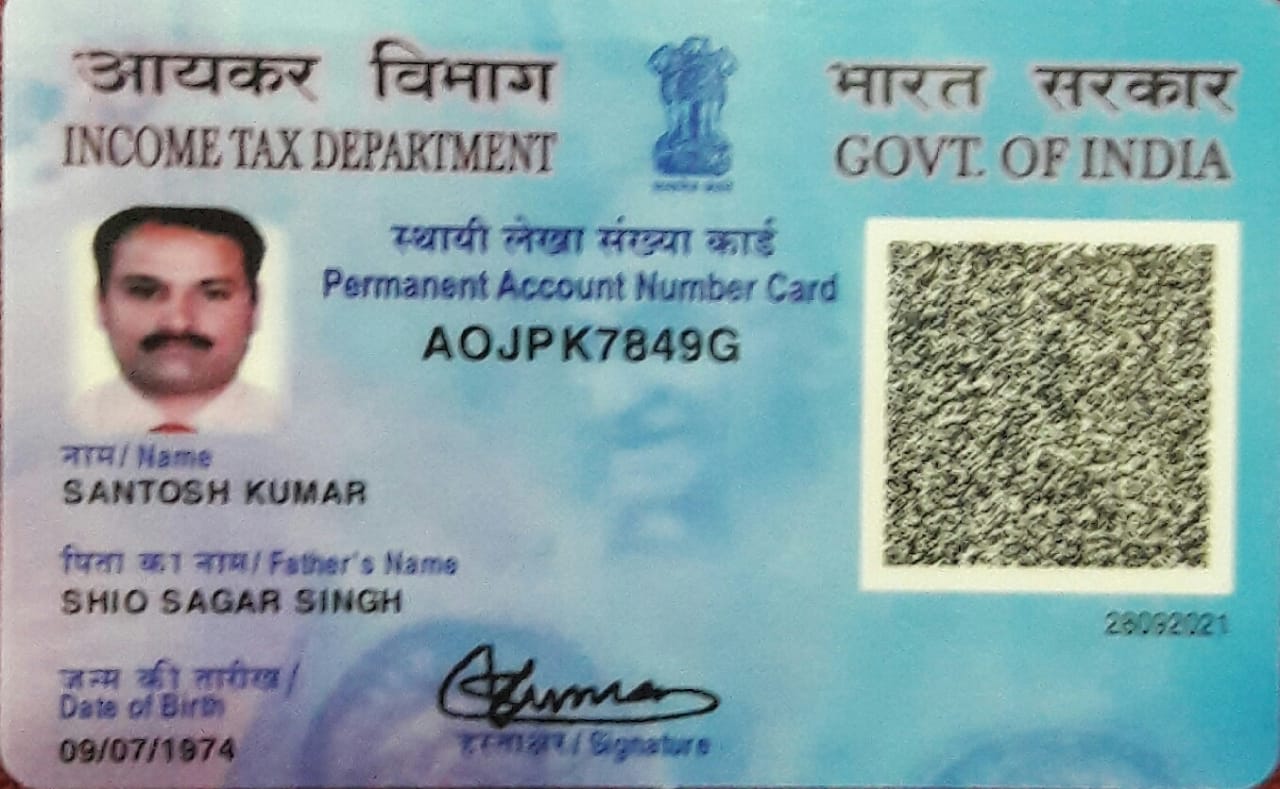 आयकर विभाग
INCOME TAX DEPARTMENT
भारत सरकार
GOVT. OF INDIA
स्थायी लेखा संख्या कार्ड
Permanent Account Number Card
AOJPK7849G
नाम / Name
SANTOSH KUMAR
पिता का नाम / Father's Name
SHIO SAGAR SINGH
जन्म की तारीख /
Date of Birth
09/07/1974
हस्ताक्षर / Signature